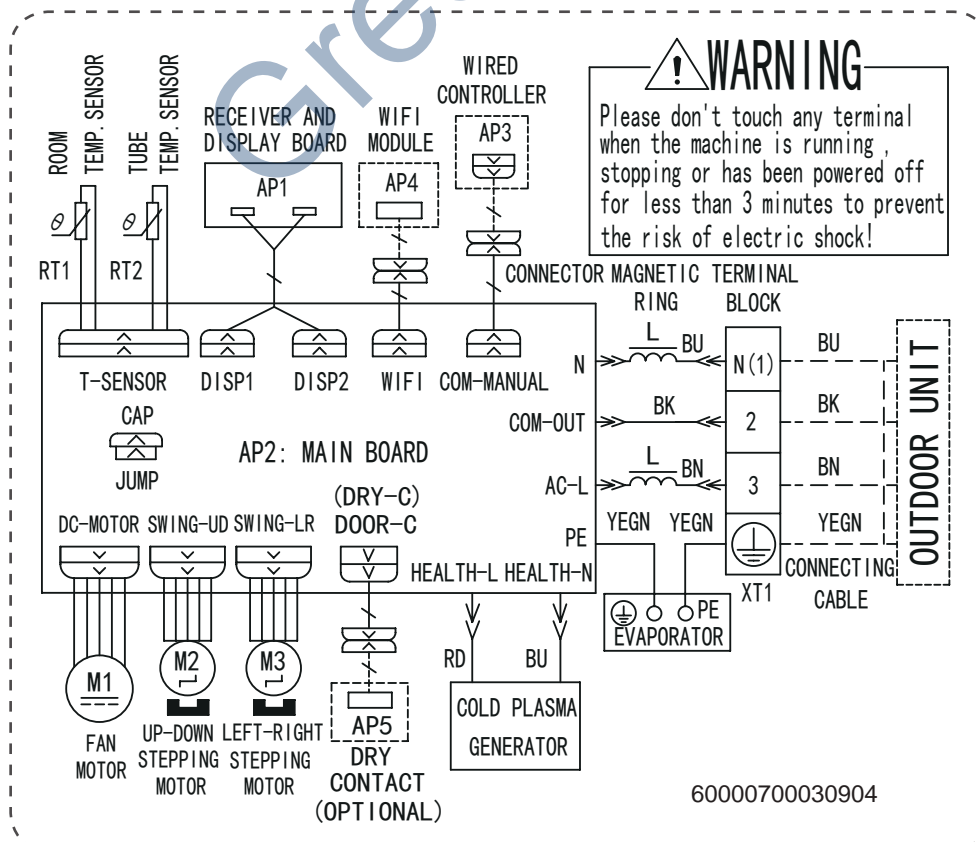 Gre
ROOM
TEMP. SENSOR
TUBE
TEMP. SENSOR
RECEIVER AND
DISPLAY BOARD
AP1
WIFI
MODULE
AP4
WIRED
CONTROLLER
AP3
WARNING
Please don't touch any terminal
when the machine is running ,
stopping or has been powered off
for less than 3 minutes to prevent
the risk of electric shock!
θ
RT1
θ
RT2
CONNECTOR MAGNETIC TERMINAL
RING BLOCK
T-SENSOR
DISP1
DISP2
WIFI
COM-MANUAL
N
L
BU
N(1)
BU
COM-OUT
BK
2
BK
AC-L
L
BN
3
BN
PE
YEGN
YEGN
YEGN
XT1
CONNECTING
CABLE
OUTDOOR UNIT
CAP
JUMP
AP2: MAIN BOARD
DC-MOTOR
SWING-UD
SWING-LR
(DRY-C)
DOOR-C
HEALTH-L
HEALTH-N
PE
EVAPORATOR
M1
FAN
MOTOR
M2
UP-DOWN
STEPPING
MOTOR
M3
LEFT-RIGHT
STEPPING
MOTOR
AP5
DRY
CONTACT
(OPTIONAL)
RD
BU
COLD PLASMA
GENERATOR
60000700030904